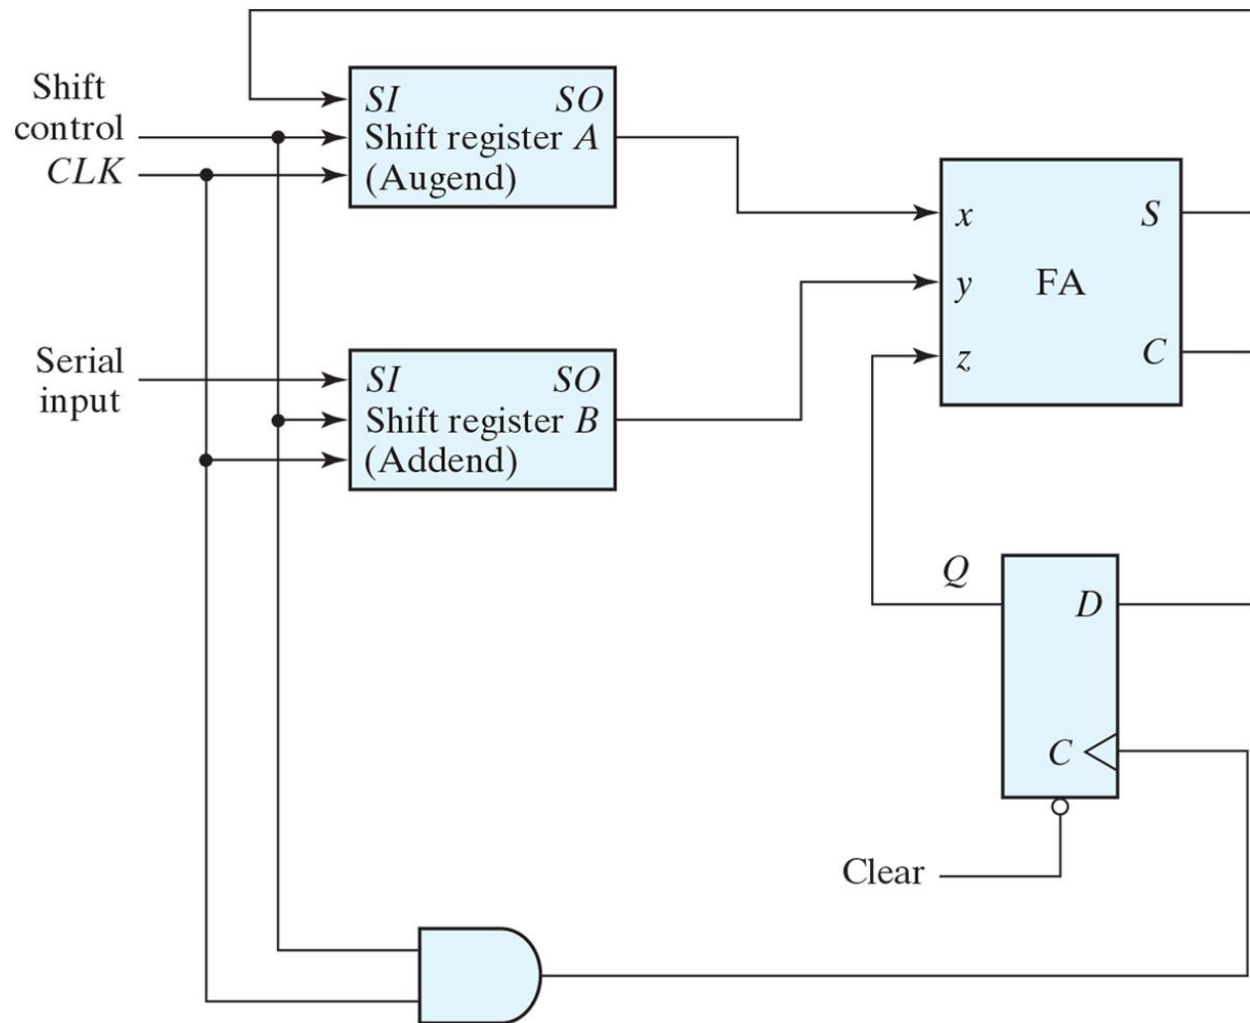 Shift
control
CLK
SI SO
Shift register A
(Augend)
x S
y FA
z C
Serial
input
SI SO
Shift register B
(Addend)
Q
D
C
Clear